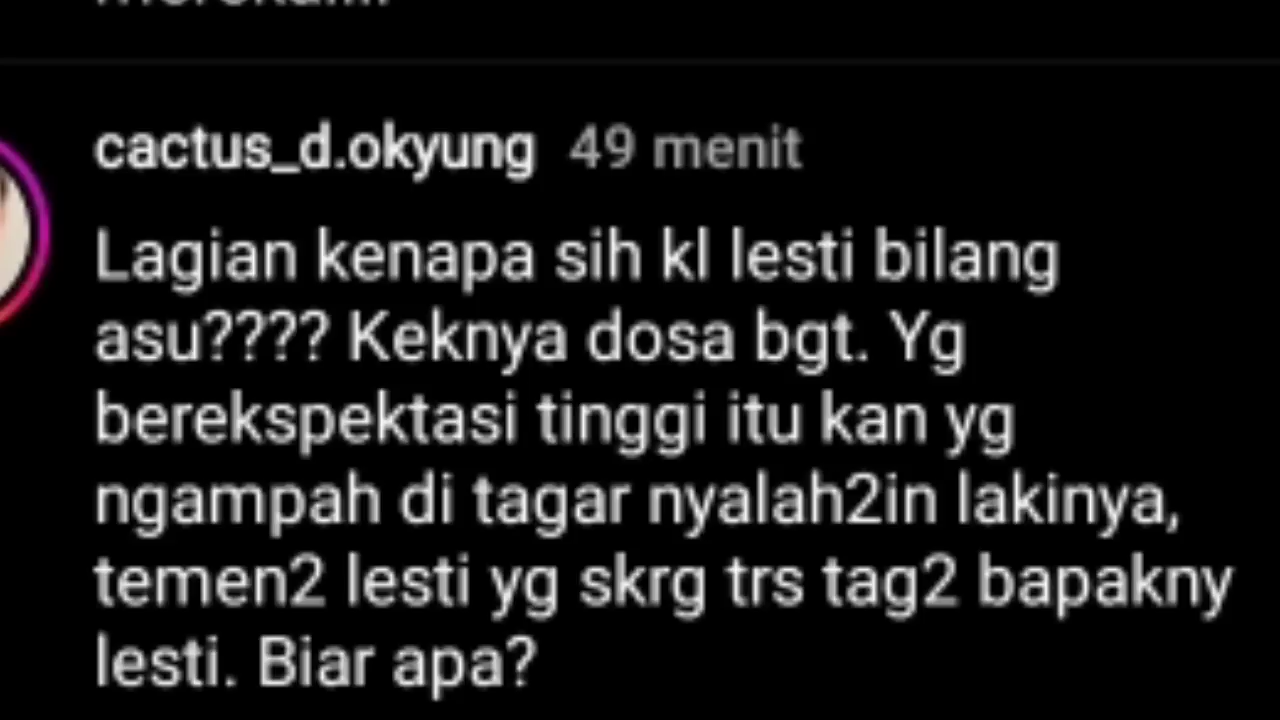 cactus_d.okyung 49 menit
Lagian kenapa sih kl lesti bilang
asu???? Keknya dosa bgt. Yg
berekspektasi tinggi itu kan yg
ngampah di tagar nyalah2in lakinya,
temen2 lesti yg skrg trs tag2 bapakny
lesti. Biar apa?